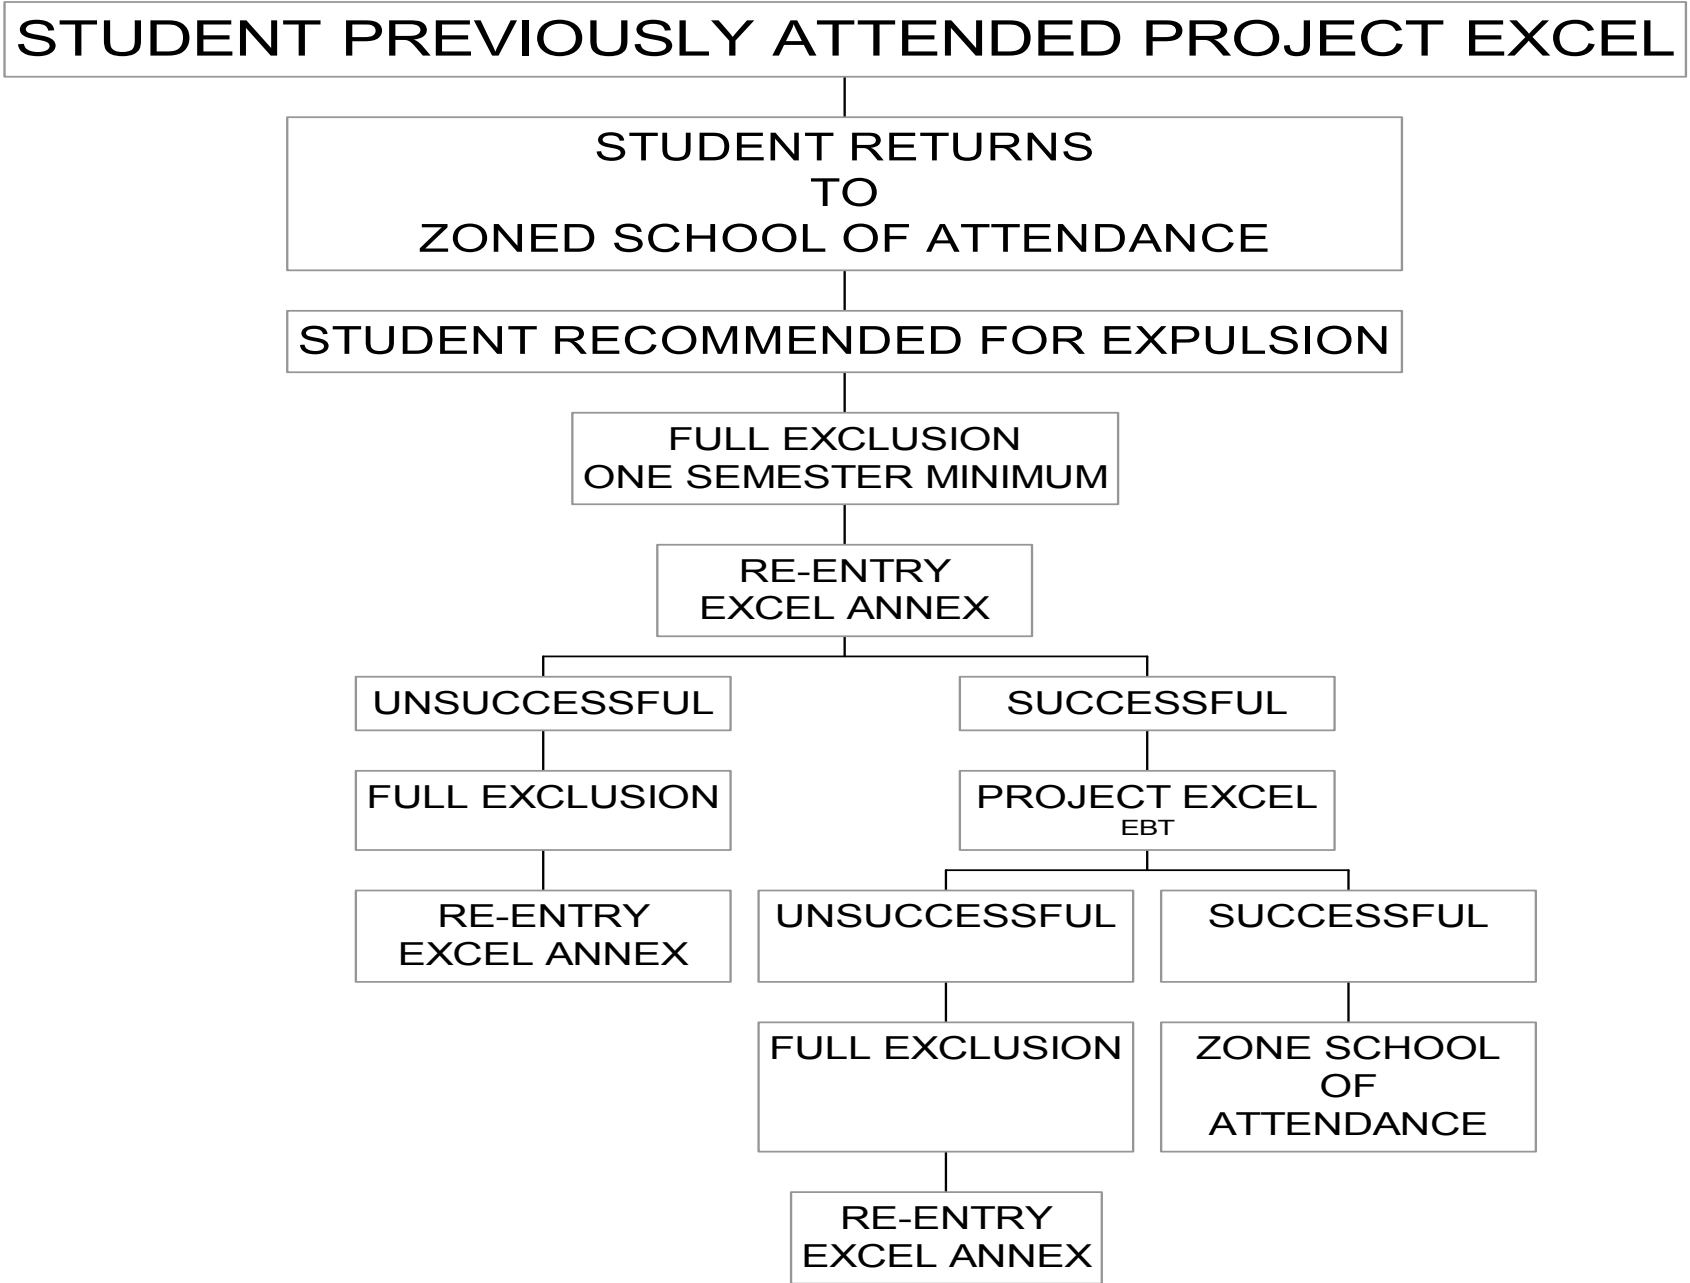 STUDENT PREVIOUSLY ATTENDED PROJECT EXCEL
STUDENT RETURNS
TO
ZONED SCHOOL OF ATTENDANCE
STUDENT RECOMMENDED FOR EXPULSION
FULL EXCLUSION
ONE SEMESTER MINIMUM
RE-ENTRY
EXCEL ANNEX
UNSUCCESSFUL
FULL EXCLUSION
RE-ENTRY
EXCEL ANNEX
SUCCESSFUL
PROJECT EXCEL
EBT
UNSUCCESSFUL
FULL EXCLUSION
RE-ENTRY
EXCEL ANNEX
SUCCESSFUL
ZONE SCHOOL
OF
ATTENDANCE